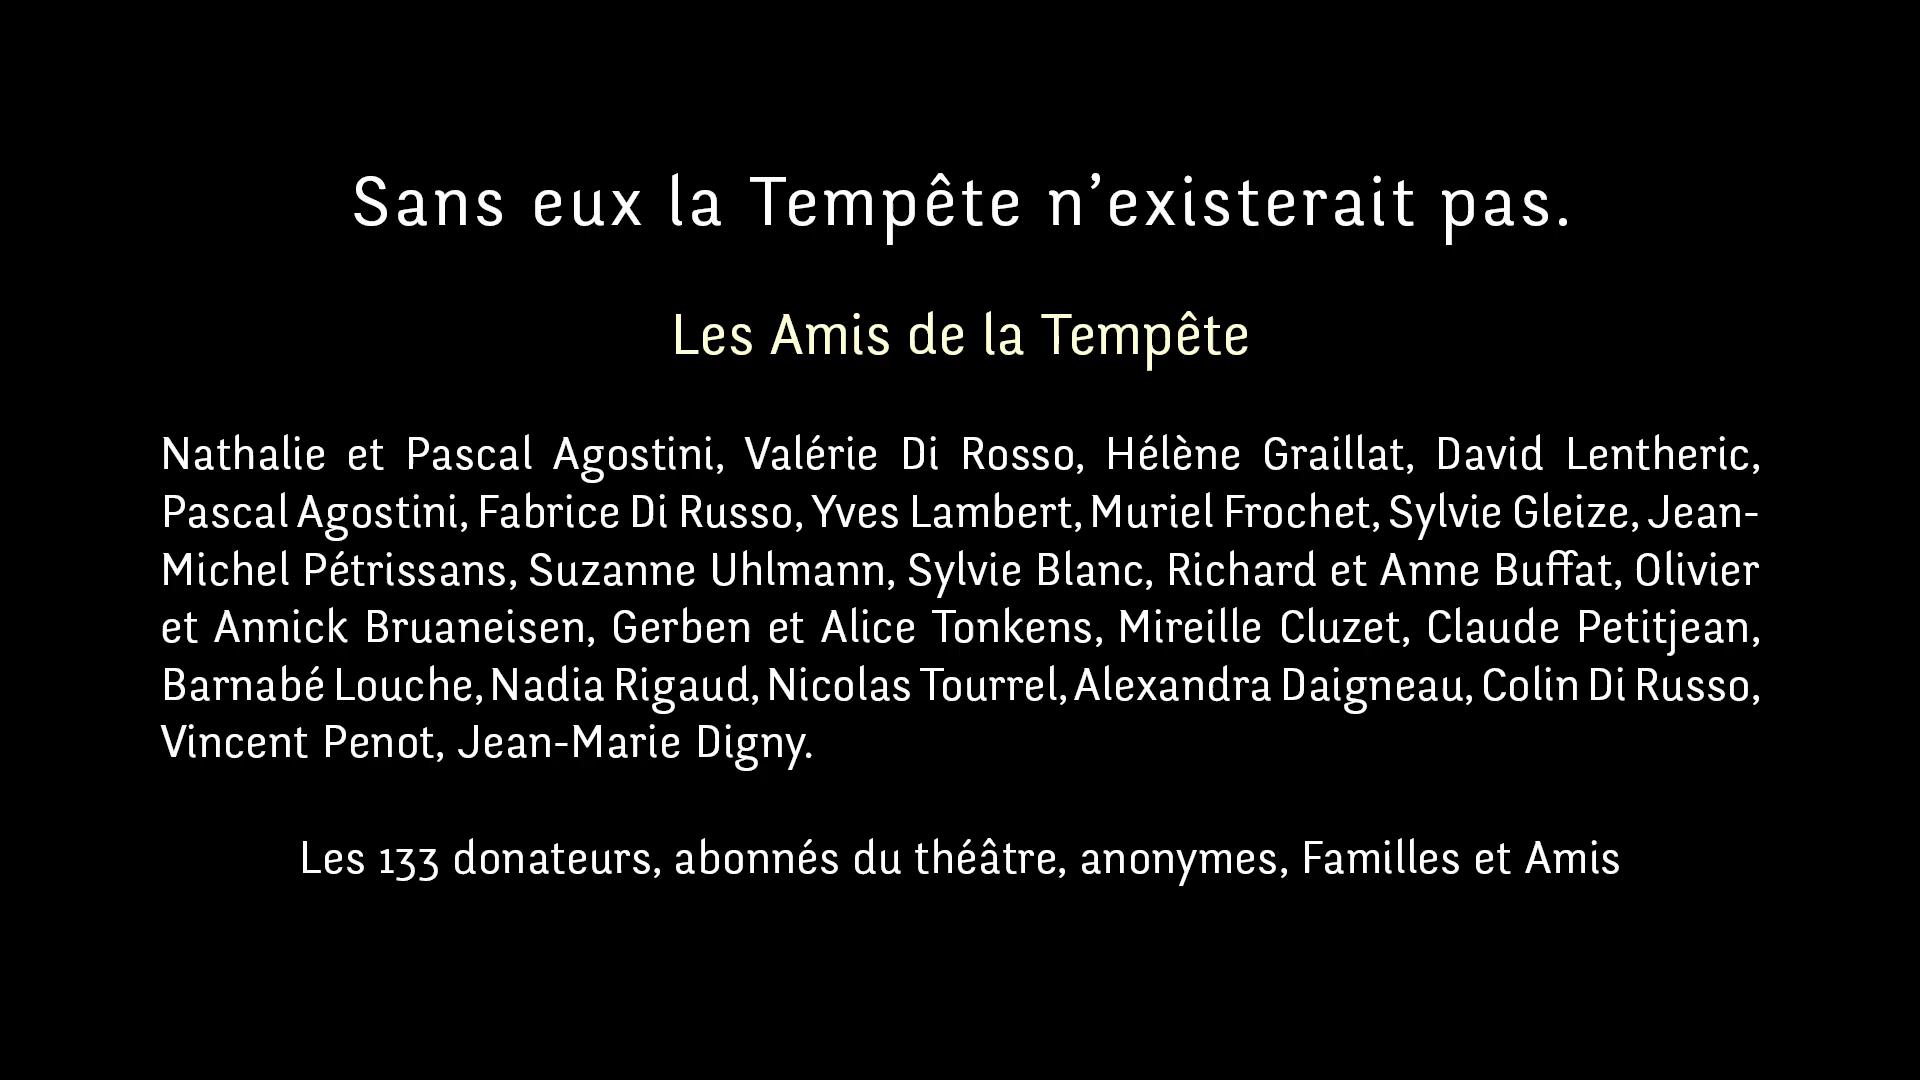 Sans eux la Tempête n’existerait pas.
Les Amis de la Tempête
Nathalie et Pascal Agostini, Valérie Di Rosso, Hélène Graillat, David Lentheric,
Pascal Agostini, Fabrice Di Russo, Yves Lambert, Muriel Frochet, Sylvie Gleize, Jean-
Michel Pétrissans, Suzanne Uhlmann, Sylvie Blanc, Richard et Anne Buffat, Olivier
et Annick Bruaneisen, Gerben et Alice Tonkens, Mireille Cluzet, Claude Petitjean,
Barnabé Louche, Nadia Rigaud, Nicolas Tourrel, Alexandra Daigneau, Colin Di Russo,
Vincent Penot, Jean-Marie Digny.
Les 133 donateurs, abonnés du théâtre, anonymes, Familles et Amis